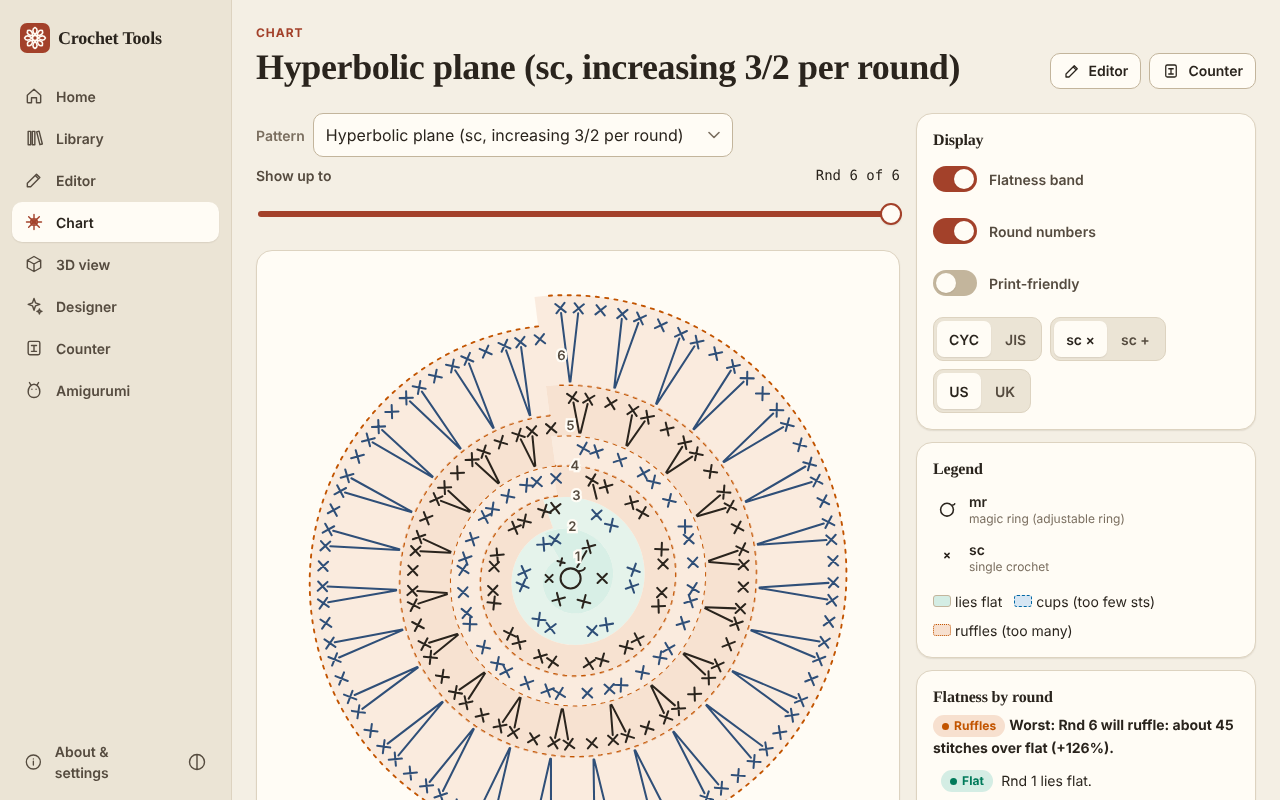 Crochet Tools
Home
Library
Editor
Chart
3D view
Designer
Counter
Amigurumi
About &
settings
CHART
Hyperbolic plane (sc, increasing 3/2 per round)
Editor
Counter
Pattern
Hyperbolic plane (sc, increasing 3/2 per round)
Show up to
Rnd 6 of 6
6
5
4
3
2
1
Display
Flatness band
Round numbers
Print-friendly
CYC JIS
sc × sc +
US UK
Legend
mr
magic ring (adjustable ring)
sc
single crochet
lies flat cups (too few sts)
ruffles (too many)
Flatness by round
Ruffles Worst: Rnd 6 will ruffle: about 45
stitches over flat (+126%).
Flat Rnd 1 lies flat.